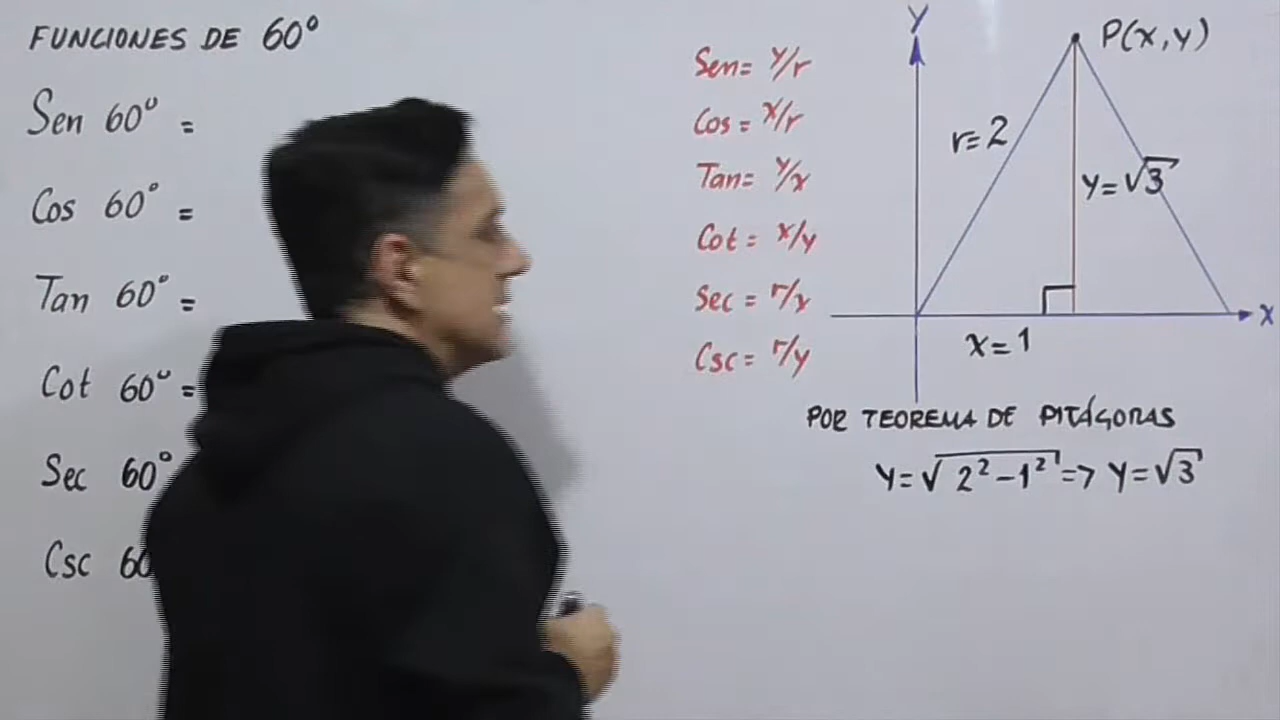 FUNCIONES DE 60°
Sen 60° =
Cos 60° =
Tan 60° =
Cot 60° =
Sec 60°
Csc 60
Sen = y/r
Cos = x/r
Tan = y/x
Cot = x/y
Sec = r/x
Csc = r/y
Y
P(x,y)
r=2
y=√3
X
x=1
POR TEOREMA DE PITÁGORAS
y=√2²-1² => y=√3